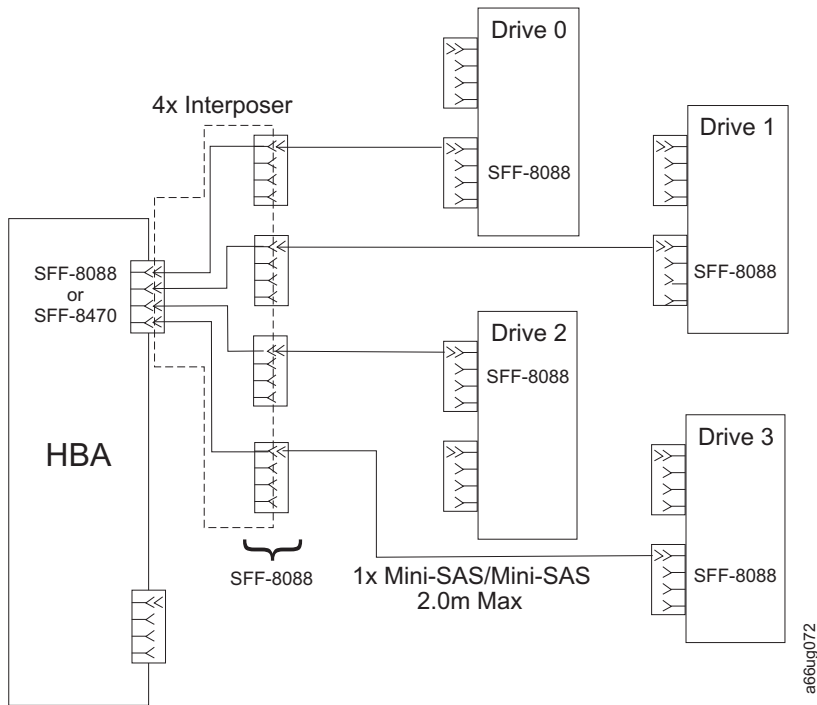 Drive 0
4x Interposer
Drive 1
SFF-8088
SFF-8088
or
SFF-8470
SFF-8088
Drive 2
SFF-8088
HBA
Drive 3
SFF-8088
1x Mini-SAS/Mini-SAS
2.0m Max
SFF-8088
a66ug072